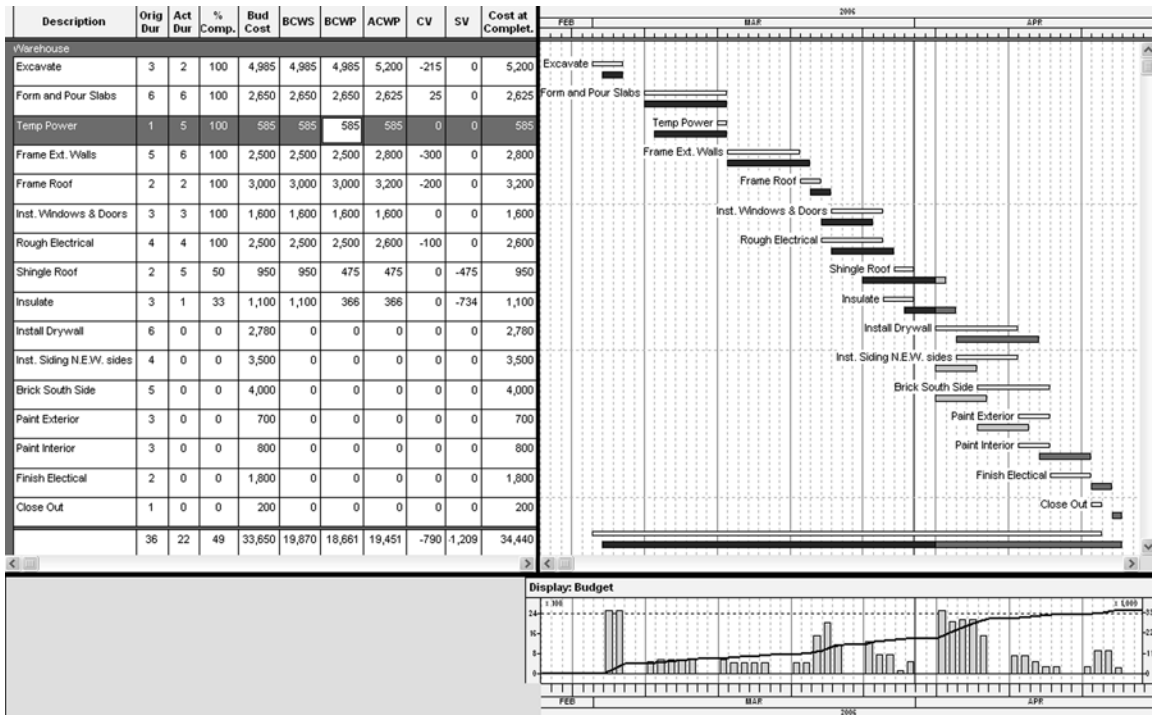 Description Orig Dur Act Dur % Comp. Bud Cost BCWS BCWP ACWP CV SV Cost at Complet.
Warehouse
Excavate 3 2 100 4,985 4,985 4,985 5,200 -215 0 5,200
Form and Pour Slabs 6 6 100 2,650 2,650 2,650 2,625 25 0 2,625
Temp Power 1 5 100 585 585 585 585 0 0 585
Frame Ext. Walls 5 6 100 2,500 2,500 2,500 2,800 -300 0 2,800
Frame Roof 2 2 100 3,000 3,000 3,000 3,200 -200 0 3,200
Inst. Windows & Doors 3 3 100 1,600 1,600 1,600 1,600 0 0 1,600
Rough Electrical 4 4 100 2,500 2,500 2,500 2,600 -100 0 2,600
Shingle Roof 2 5 50 950 950 475 475 0 -475 950
Insulate 3 1 33 1,100 1,100 366 366 0 -734 1,100
Install Drywall 6 0 0 2,780 0 0 0 0 0 2,780
Inst. Siding N.E.W. sides 4 0 0 3,500 0 0 0 0 0 3,500
Brick South Side 5 0 0 4,000 0 0 0 0 0 4,000
Paint Exterior 3 0 0 700 0 0 0 0 0 700
Paint Interior 3 0 0 800 0 0 0 0 0 800
Finish Electical 2 0 0 1,800 0 0 0 0 0 1,800
Close Out 1 0 0 200 0 0 0 0 0 200
36 22 49 33,650 19,870 18,661 19,451 -790 -1,209 34,440
2006
FEB MAR APR
Excavate
Form and Pour Slabs
Temp Power
Frame Ext. Walls
Frame Roof
Inst. Windows & Doors
Rough Electrical
Shingle Roof
Insulate
Install Drywall
Inst. Siding N.E.W. sides
Brick South Side
Paint Exterior
Paint Interior
Finish Electical
Close Out
Display: Budget
x 100 x 1,000
24
16 22
8 11
0 0
FEB MAR APR
2006